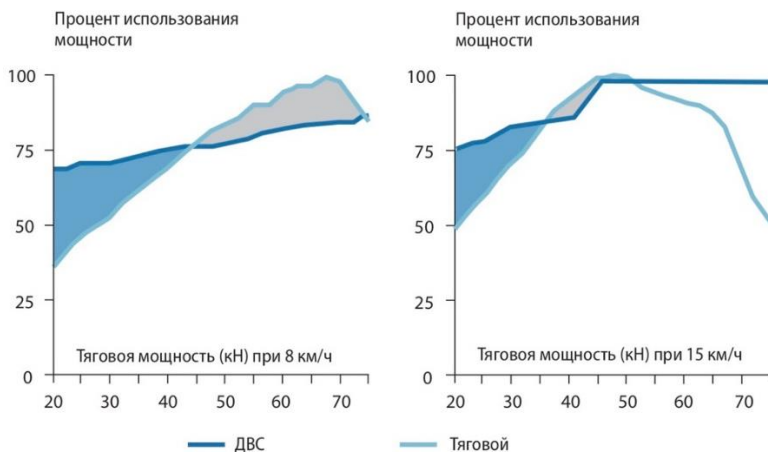 Процент использования
мощности
100
75
50
25
0
Тяговоя мощность (кН) при 8 км/ч
20 30 40 50 60 70
Процент использования
мощности
100
75
50
25
0
Тяговоя мощность (кН) при 15 км/ч
20 30 40 50 60 70
ДВС
Тяговой